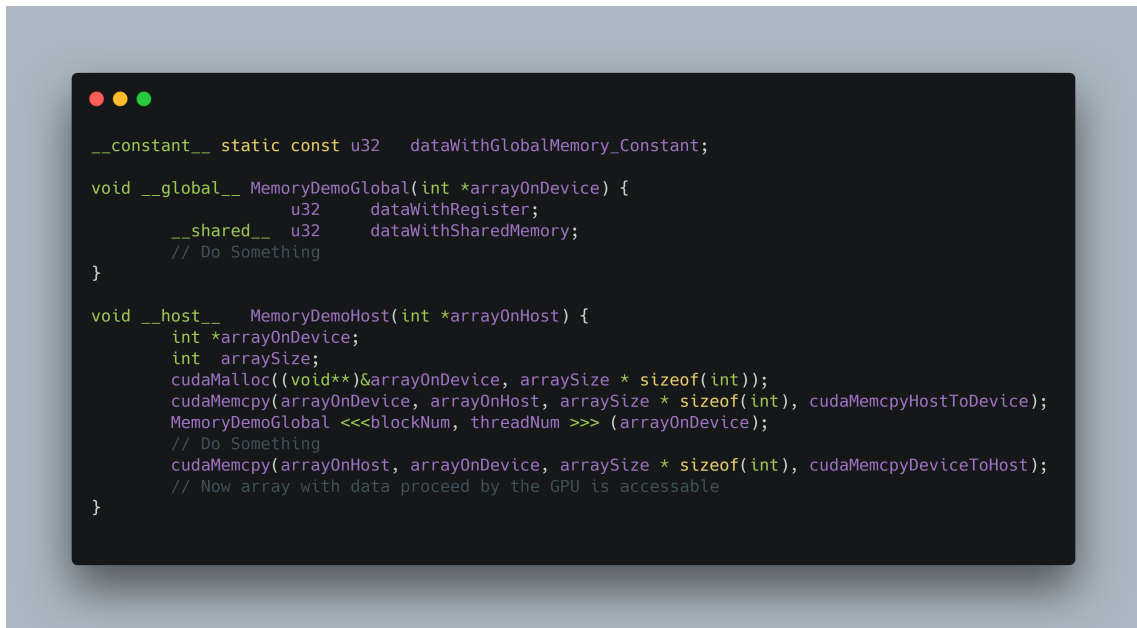 __constant__ static const u32   dataWithGlobalMemory_Constant;
void __global__ MemoryDemoGlobal(int *arrayOnDevice) {
                    u32     dataWithRegister;
        __shared__  u32     dataWithSharedMemory;
        // Do Something
}
void __host__   MemoryDemoHost(int *arrayOnHost) {
        int *arrayOnDevice;
        int  arraySize;
        cudaMalloc((void**)&arrayOnDevice, arraySize * sizeof(int));
        cudaMemcpy(arrayOnDevice, arrayOnHost, arraySize * sizeof(int), cudaMemcpyHostToDevice);
        MemoryDemoGlobal <<<blockNum, threadNum >>> (arrayOnDevice);
        // Do Something
        cudaMemcpy(arrayOnHost, arrayOnDevice, arraySize * sizeof(int), cudaMemcpyDeviceToHost);
        // Now array with data proceed by the GPU is accessable
}